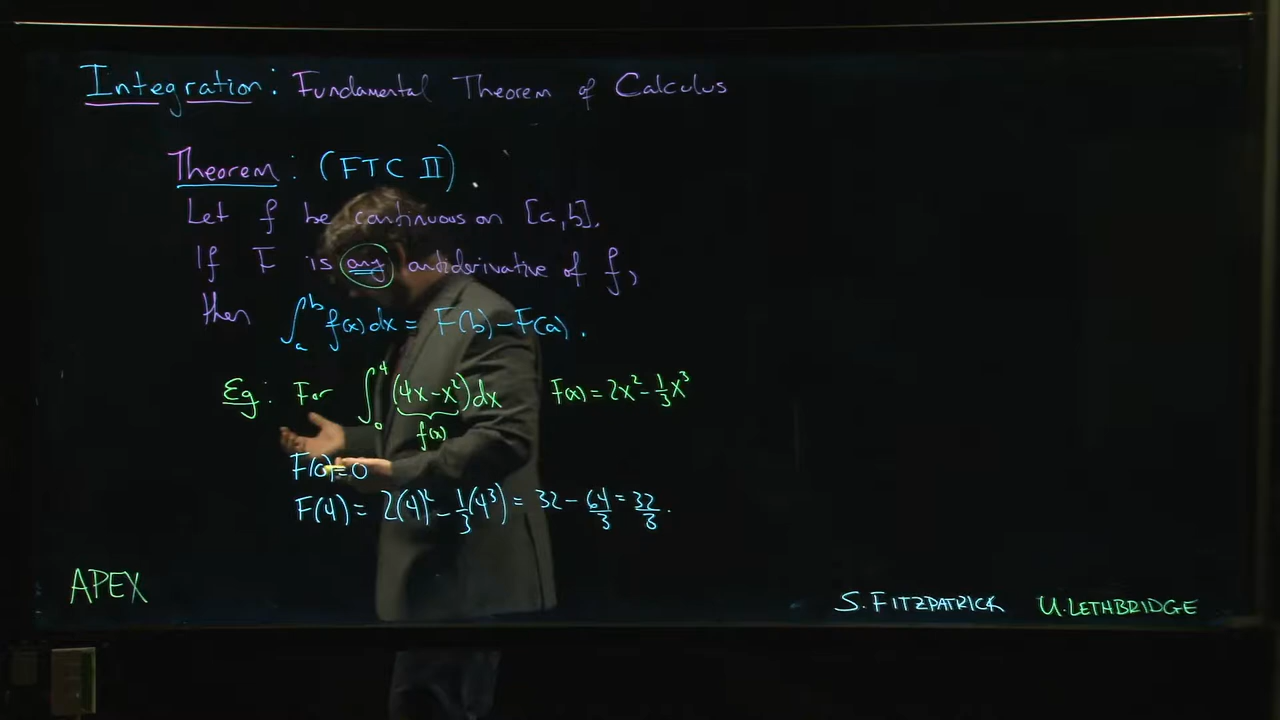 Integration: Fundamental Theorem of Calculus
Theorem: (FTC II)
Let f be continuous on [a,b].
If F is any antiderivative of f,
then ∫_a^b f(x)dx = F(b)-F(a).
Eg: For ∫_0^4 (4x-x²)dx F(x) = 2x²-1/3x³
f(x)
F(0)=0
F(4) = 2(4)² - 1/3(4³) = 32 - 64/3 = 32/3.
APEX
S. FITZPATRICK U. LETHBRIDGE